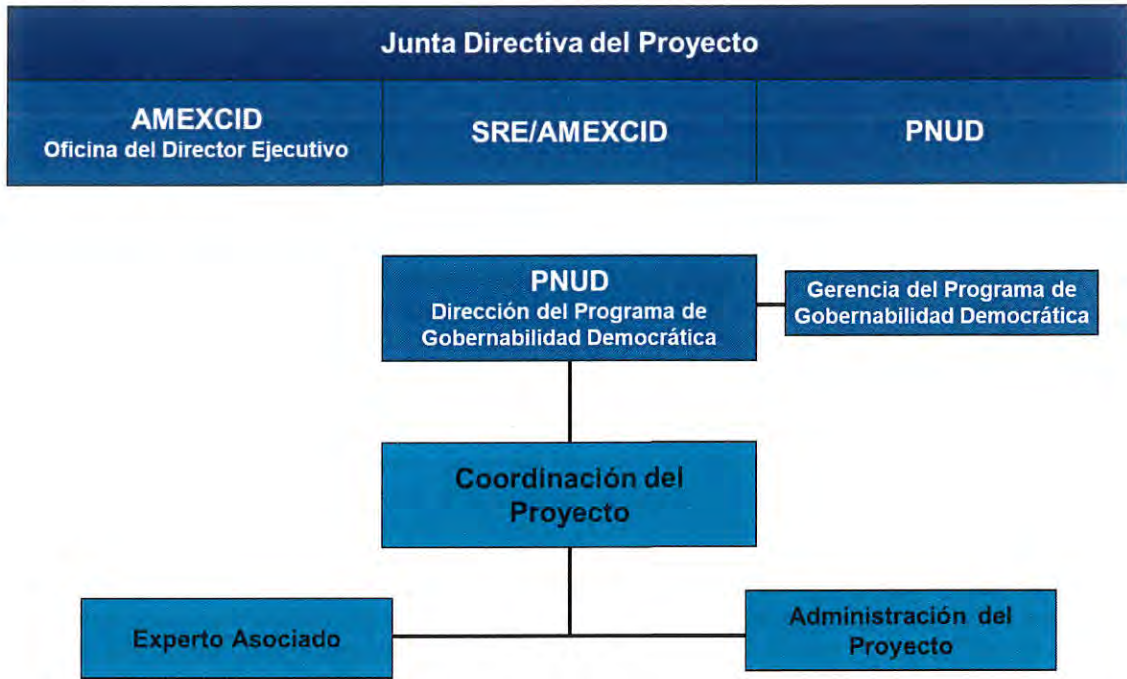 Junta Directiva del Proyecto
AMEXCID
Oficina del Director Ejecutivo
SRE/AMEXCID
PNUD
PNUD
Dirección del Programa de
Gobernabilidad Democrática
Gerencia del Programa de
Gobernabilidad Democrática
Coordinación del
Proyecto
Experto Asociado
Administración del
Proyecto